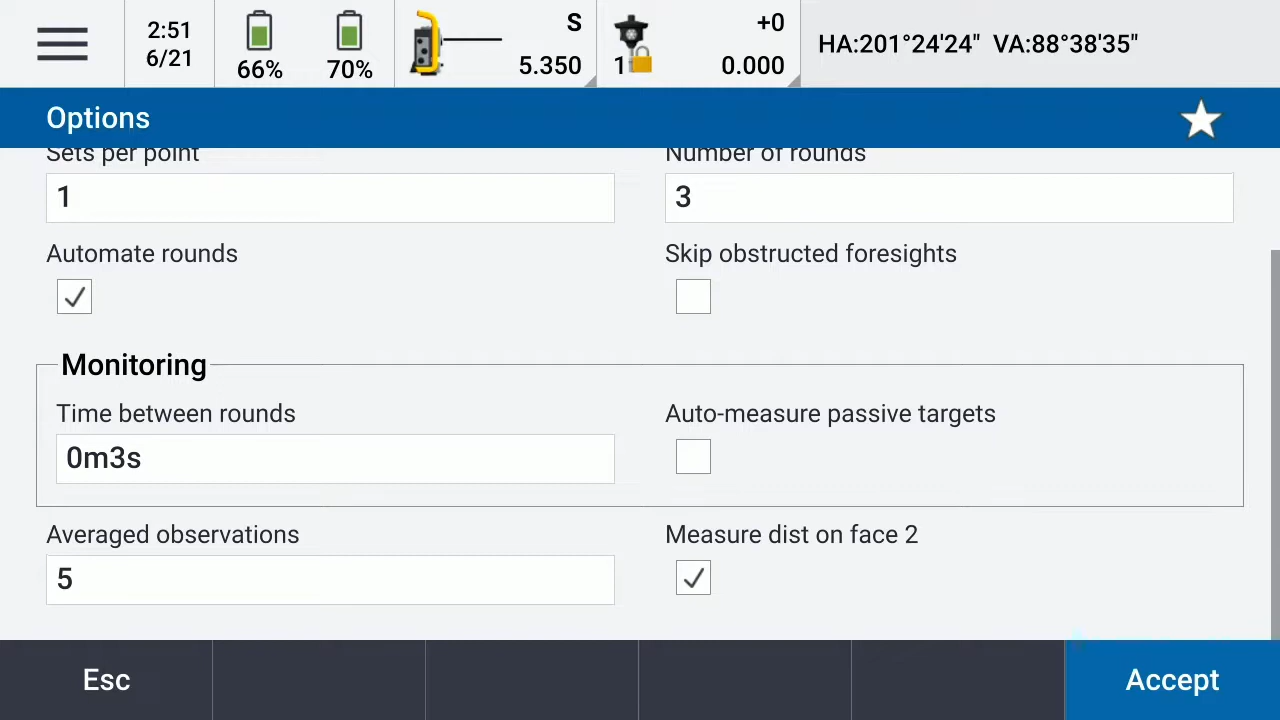 2:51
6/21
66%
70%
S
5.350
1
+0
0.000
HA:201°24'24" VA:88°38'35"
Options
Sets per point
Number of rounds
1
3
Automate rounds
Skip obstructed foresights
Monitoring
Time between rounds
Auto-measure passive targets
0m3s
Averaged observations
Measure dist on face 2
5
Esc
Accept